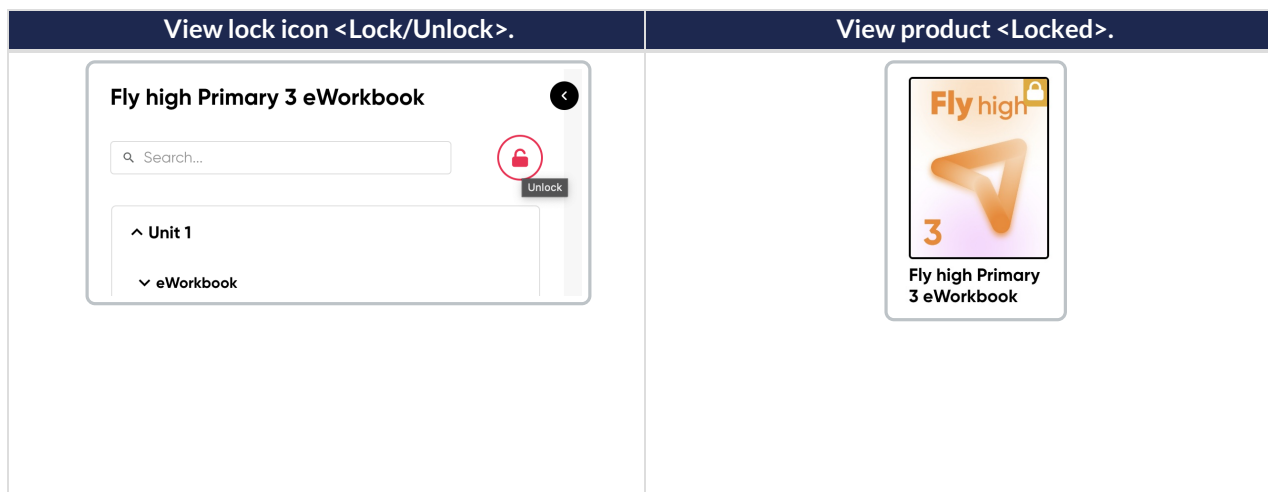 View lock icon <Lock/Unlock>.
View product <Locked>.
Fly high Primary 3 eWorkbook
Search...
Unlock
Unit 1
eWorkbook
Fly high
3
Fly high Primary
3 eWorkbook